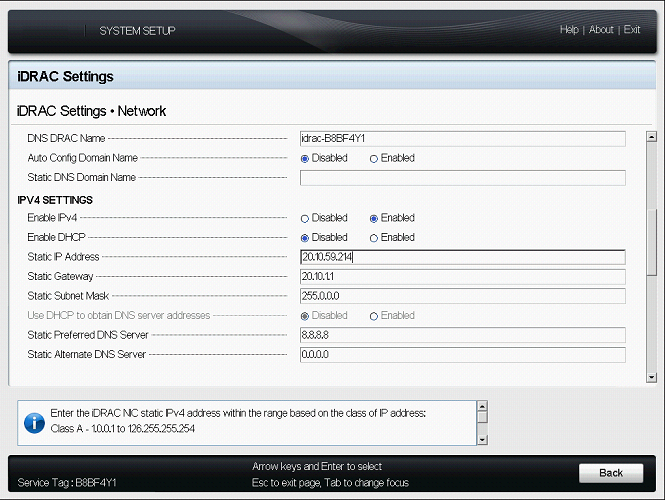 SYSTEM SETUP
Help | About | Exit
iDRAC Settings
iDRAC Settings • Network
DNS DRAC Name idrac-B8BF4Y1
Auto Config Domain Name Disabled Enabled
Static DNS Domain Name
IPV4 SETTINGS
Enable IPv4 Disabled Enabled
Enable DHCP Disabled Enabled
Static IP Address 20.10.59.214
Static Gateway 20.10.1.1
Static Subnet Mask 255.0.0.0
Use DHCP to obtain DNS server addresses Disabled Enabled
Static Preferred DNS Server 8.8.8.8
Static Alternate DNS Server 0.0.0.0
Enter the iDRAC NIC static IPv4 address within the range based on the class of IP address:
Class A - 1.0.0.1 to 126.255.255.254
Service Tag : B8BF4Y1
Arrow keys and Enter to select
Esc to exit page, Tab to change focus
Back